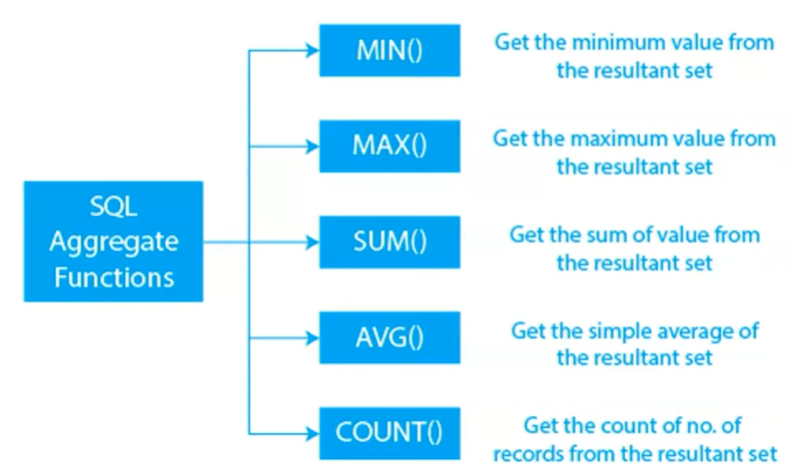 SQL
Aggregate
Functions
MIN()
Get the minimum value from
the resultant set
MAX()
Get the maximum value from
the resultant set
SUM()
Get the sum of value from
the resultant set
AVG()
Get the simple average of
the resultant set
COUNT()
Get the count of no. of
records from the resultant set